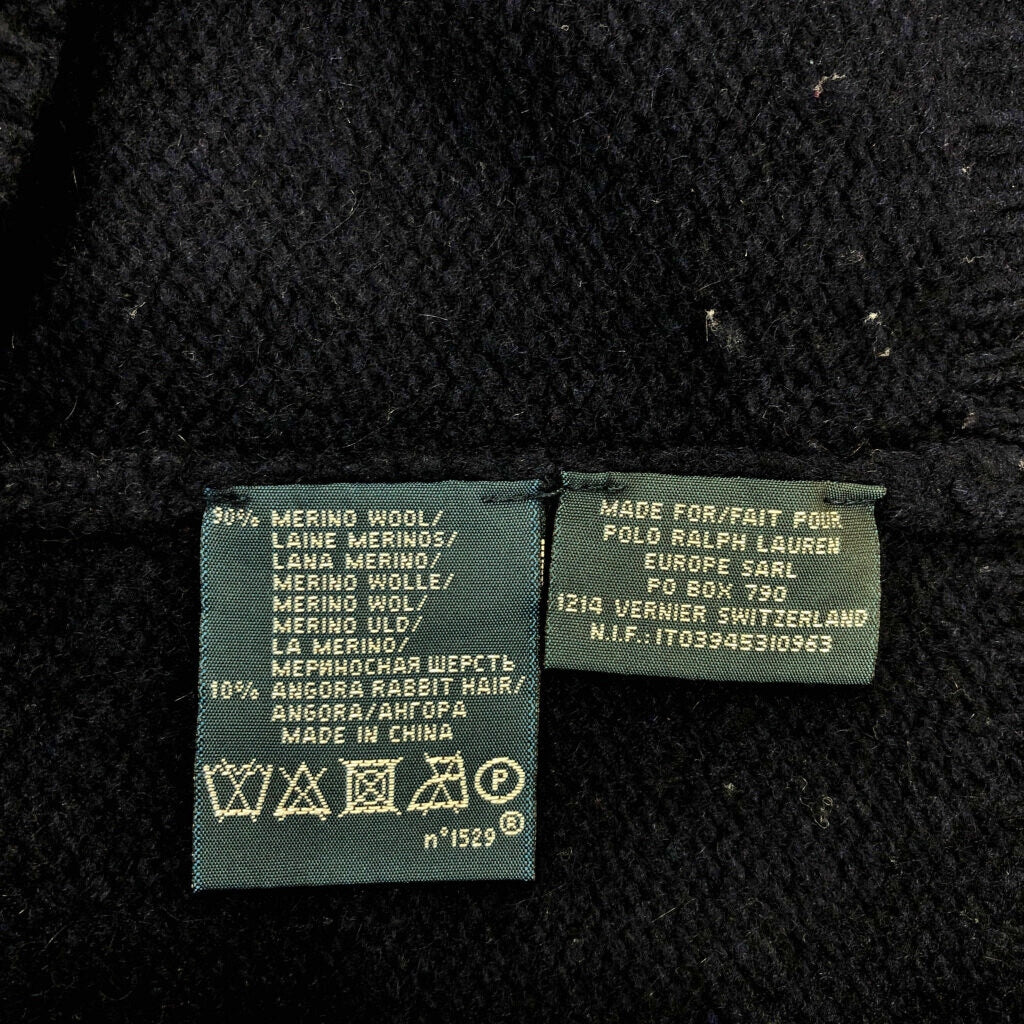 90% MERINO WOOL/
LAINE MERINOS/
LANA MERINO/
MERINO WOLLE/
MERINO WOL/
MERINO ULD/
LA MERINO/
МЕРИНОСНАЯ ШЕРСТЬ
10% ANGORA RABBIT HAIR/
ANGORA/АНГОРА
MADE IN CHINA
P
n°1529®
MADE FOR/FAIT POUR
POLO RALPH LAUREN
EUROPE SARL
PO BOX 790
1214 VERNIER SWITZERLAND
N.I.F.:IT03945310963